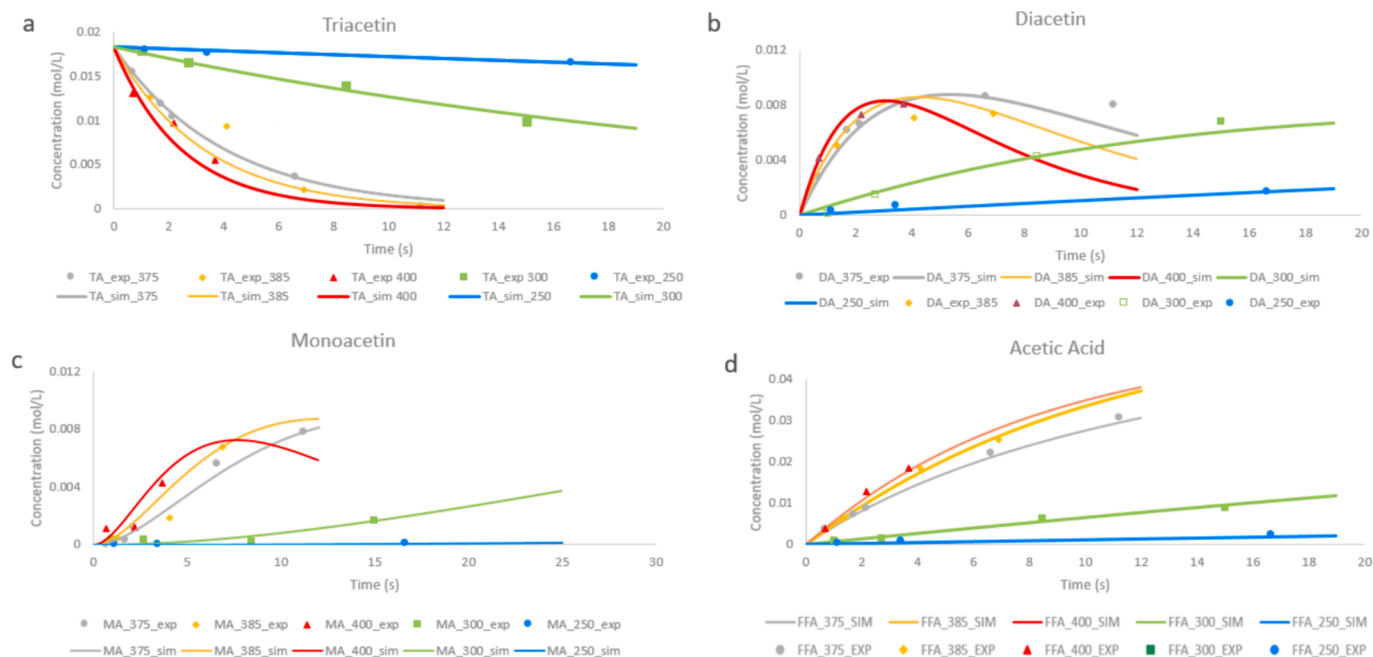 a
Triacetin
Concentration (mol/L)
0.02
0.015
0.01
0.005
0
0 2 4 6 8 10 12 14 16 18 20
Time (s)
TA_exp_375 TA_exp_385 TA_exp 400 TA_exp 300 TA_exp_250
TA_sim_375 TA_sim_385 TA_sim 400 TA_sim_250 TA_sim_300
b
Diacetin
Concentration (mol/L)
0.012
0.008
0.004
0
0 2 4 6 8 10 12 14 16 18 20
Time (s)
DA_375_exp DA_375_sim DA_385_sim DA_400_sim DA_300_sim
DA_250_sim DA_exp_385 DA_400_exp DA_300_exp DA_250_exp
c
Monoacetin
Concentration (mol/L)
0.012
0.008
0.004
0
0 5 10 15 20 25 30
Time (s)
MA_375_exp MA_385_exp MA_400_exp MA_300_exp MA_250_exp
MA_375_sim MA_385_sim MA_400_sim MA_300_sim MA_250_sim
d
Acetic Acid
Concentration (mol/L)
0.04
0.03
0.02
0.01
0
0 2 4 6 8 10 12 14 16 18 20
Time (s)
FFA_375_SIM FFA_385_SIM FFA_400_SIM FFA_300_SIM FFA_250_SIM
FFA_375_EXP FFA_385_EXP FFA_400_EXP FFA_300_EXP FFA_250_EXP